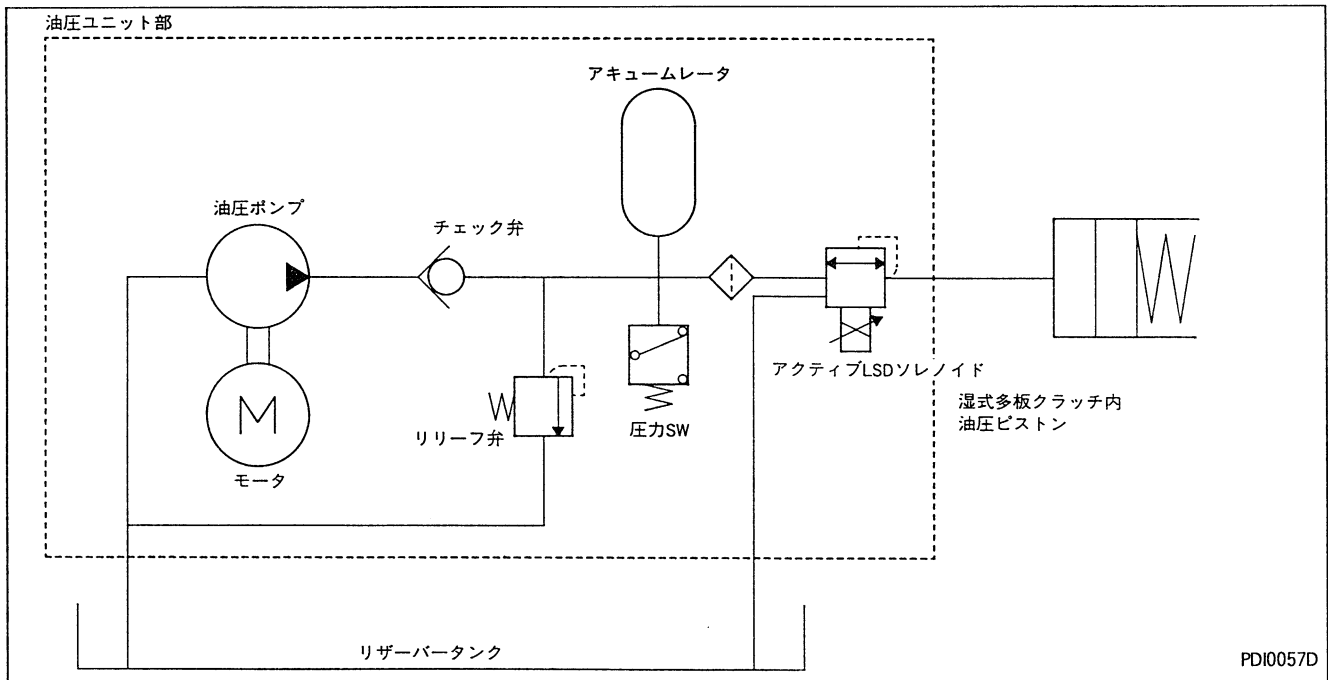 油圧ユニット部
アキュームレータ
油圧ポンプ
チェック弁
アクティブLSDソレノイド
湿式多板クラッチ内
油圧ピストン
リリーフ弁
圧力SW
M
モータ
リザーバータンク
PDI0057D